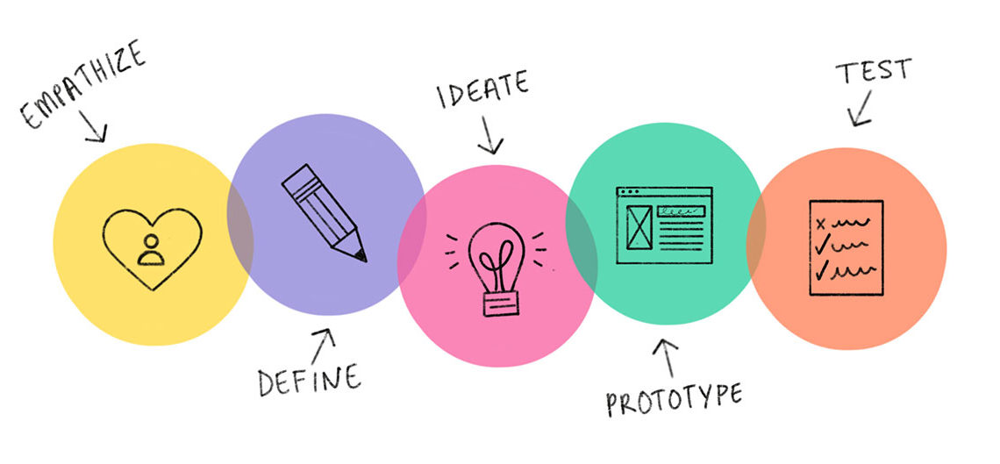 EMPATHIZE
DEFINE
IDEATE
PROTOTYPE
TEST